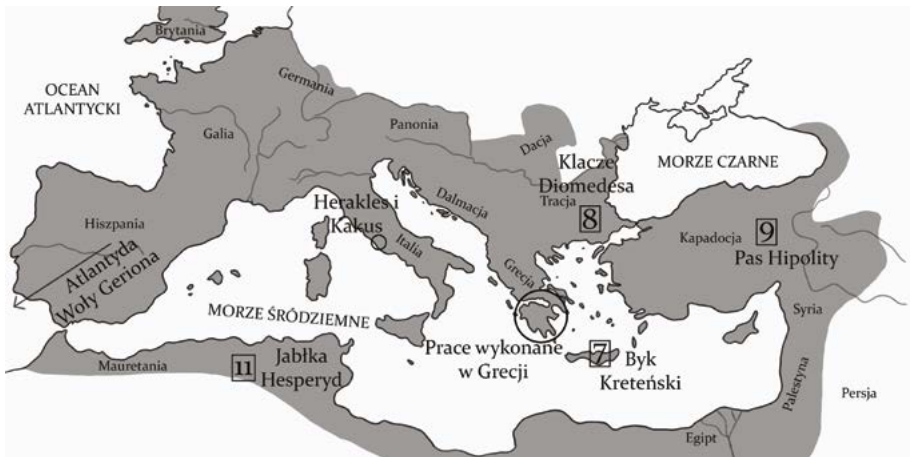 Brytania
OCEAN
ATLANTYCKI
Germania
Galia
Panonia
Dacja
Klacze
Diomedesa
Tracja
8
MORZE CZARNE
Hiszpania
Herakles i
Kakus
Italia
Dalmacja
Kapadocja
9
Pas Hipolity
Atlantyda
Woły Geriona
Grecja
Syria
MORZE ŚRÓDZIEMNE
Prace wykonane
w Grecji
7
Byk
Kreteński
Mauretania
11
Jabłka
Hesperyd
Palestyna
Persja
Egipt